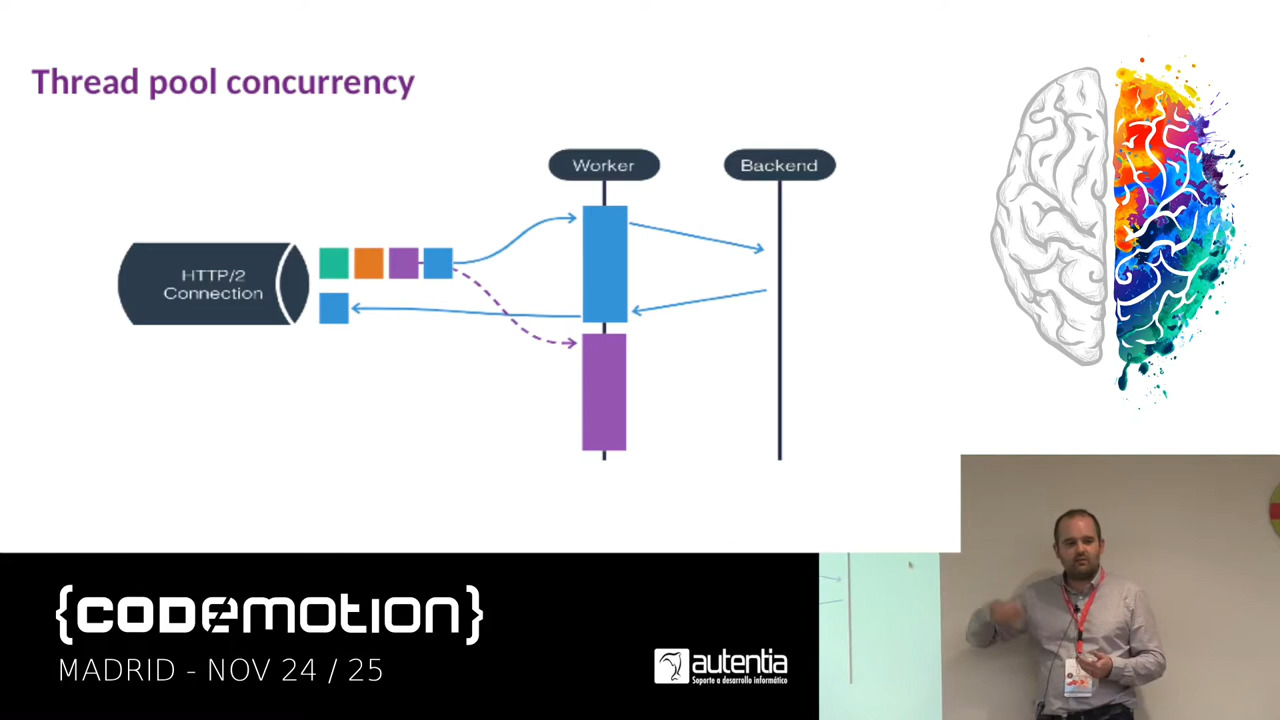 Thread pool concurrency
Worker
Backend
HTTP/2
Connection
{CODEMOTION}
MADRID - NOV 24 / 25
autentia
Soporte a desarrollo informático